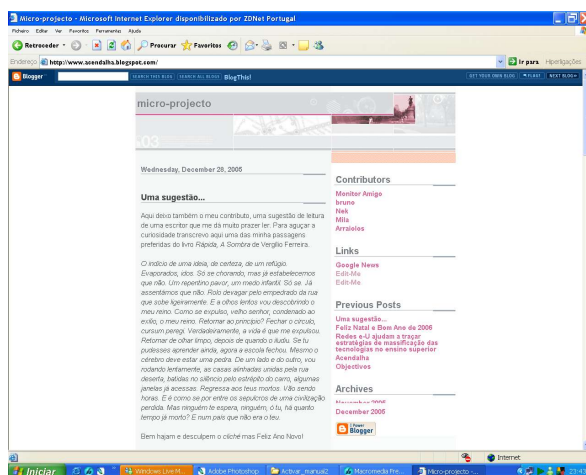 Micro-projecto - Microsoft Internet Explorer disponibilizado por ZDNet Portugal
Ficheiro Editar Ver Favoritos Ferramentas Ajuda
Retroceder Procurar Favoritos
Endereço http://www.acendalha.blogspot.com/ Ir para Hiperligações
Blogger SEARCH THIS BLOG SEARCH ALL BLOGS BlogThis! GET YOUR OWN BLOG FLAG? NEXT BLOG»
micro-projecto
03
Wednesday, December 28, 2005
Uma sugestão...
Aqui deixo também o meu contributo, uma sugestão de leitura
de uma escritor que me dá muito prazer ler. Para aguçar a
curiosidade transcrevo aqui uma das minha passagens
preferidas do livro Rápida, A Sombra de Vergílio Ferreira.
O indício de uma ideia, de certeza, de um refúgio.
Evaporados, idos. Só se chorando, mas já estabelecemos
que não. Um repentino pavor, um medo infantil. Só se. Já
assentámos que não. Rolo devagar pelo empedrado da rua
que sobe ligeiramente. E a olhos lentos vou descobrindo o
meu reino. Como se expulso, velho senhor, condenado ao
exílio, o meu reino. Retornar ao princípio? Fechar o círculo,
cursum peregi. Verdadeiramente, a vida é que me expulsou.
Retornar de olhar limpo, depois de quando o iludiu. Se tu
pudesses aprender ainda, agora a escola fechou. Mesmo o
cérebro deve estar uma pedra. De um lado e do outro, vou
rodando lentamente, as casas alinhadas unidas pela rua
deserta, batidas no silêncio pelo estrépito do carro, algumas
janelas já acessas. Regressa aos teus mortos. Vão sendo
horas. E é como se por entre os sepulcros de uma civilização
perdida. Mas ninguém te espera, ninguém, ó tu, há quanto
tempo já morto? E num país que não era o teu.
Bem hajam e desculpem o cliché mas Feliz Ano Novo!
Contributors
Monitor Amigo
bruno
Nek
Mila
Arraiolos
Links
Google News
Edit-Me
Edit-Me
Previous Posts
Uma sugestão...
Feliz Natal e Bom Ano de 2006
Redes e-U ajudam a traçar
estratégias de massificação das
tecnologias no ensino superior
Acendalha
Objectivos
Archives
November 2005
December 2005
I Power
Blogger
Internet
Iniciar Windows Live M... Adobe Photoshop Activar_manual2 Macromedia Fre... Micro-projecto -...